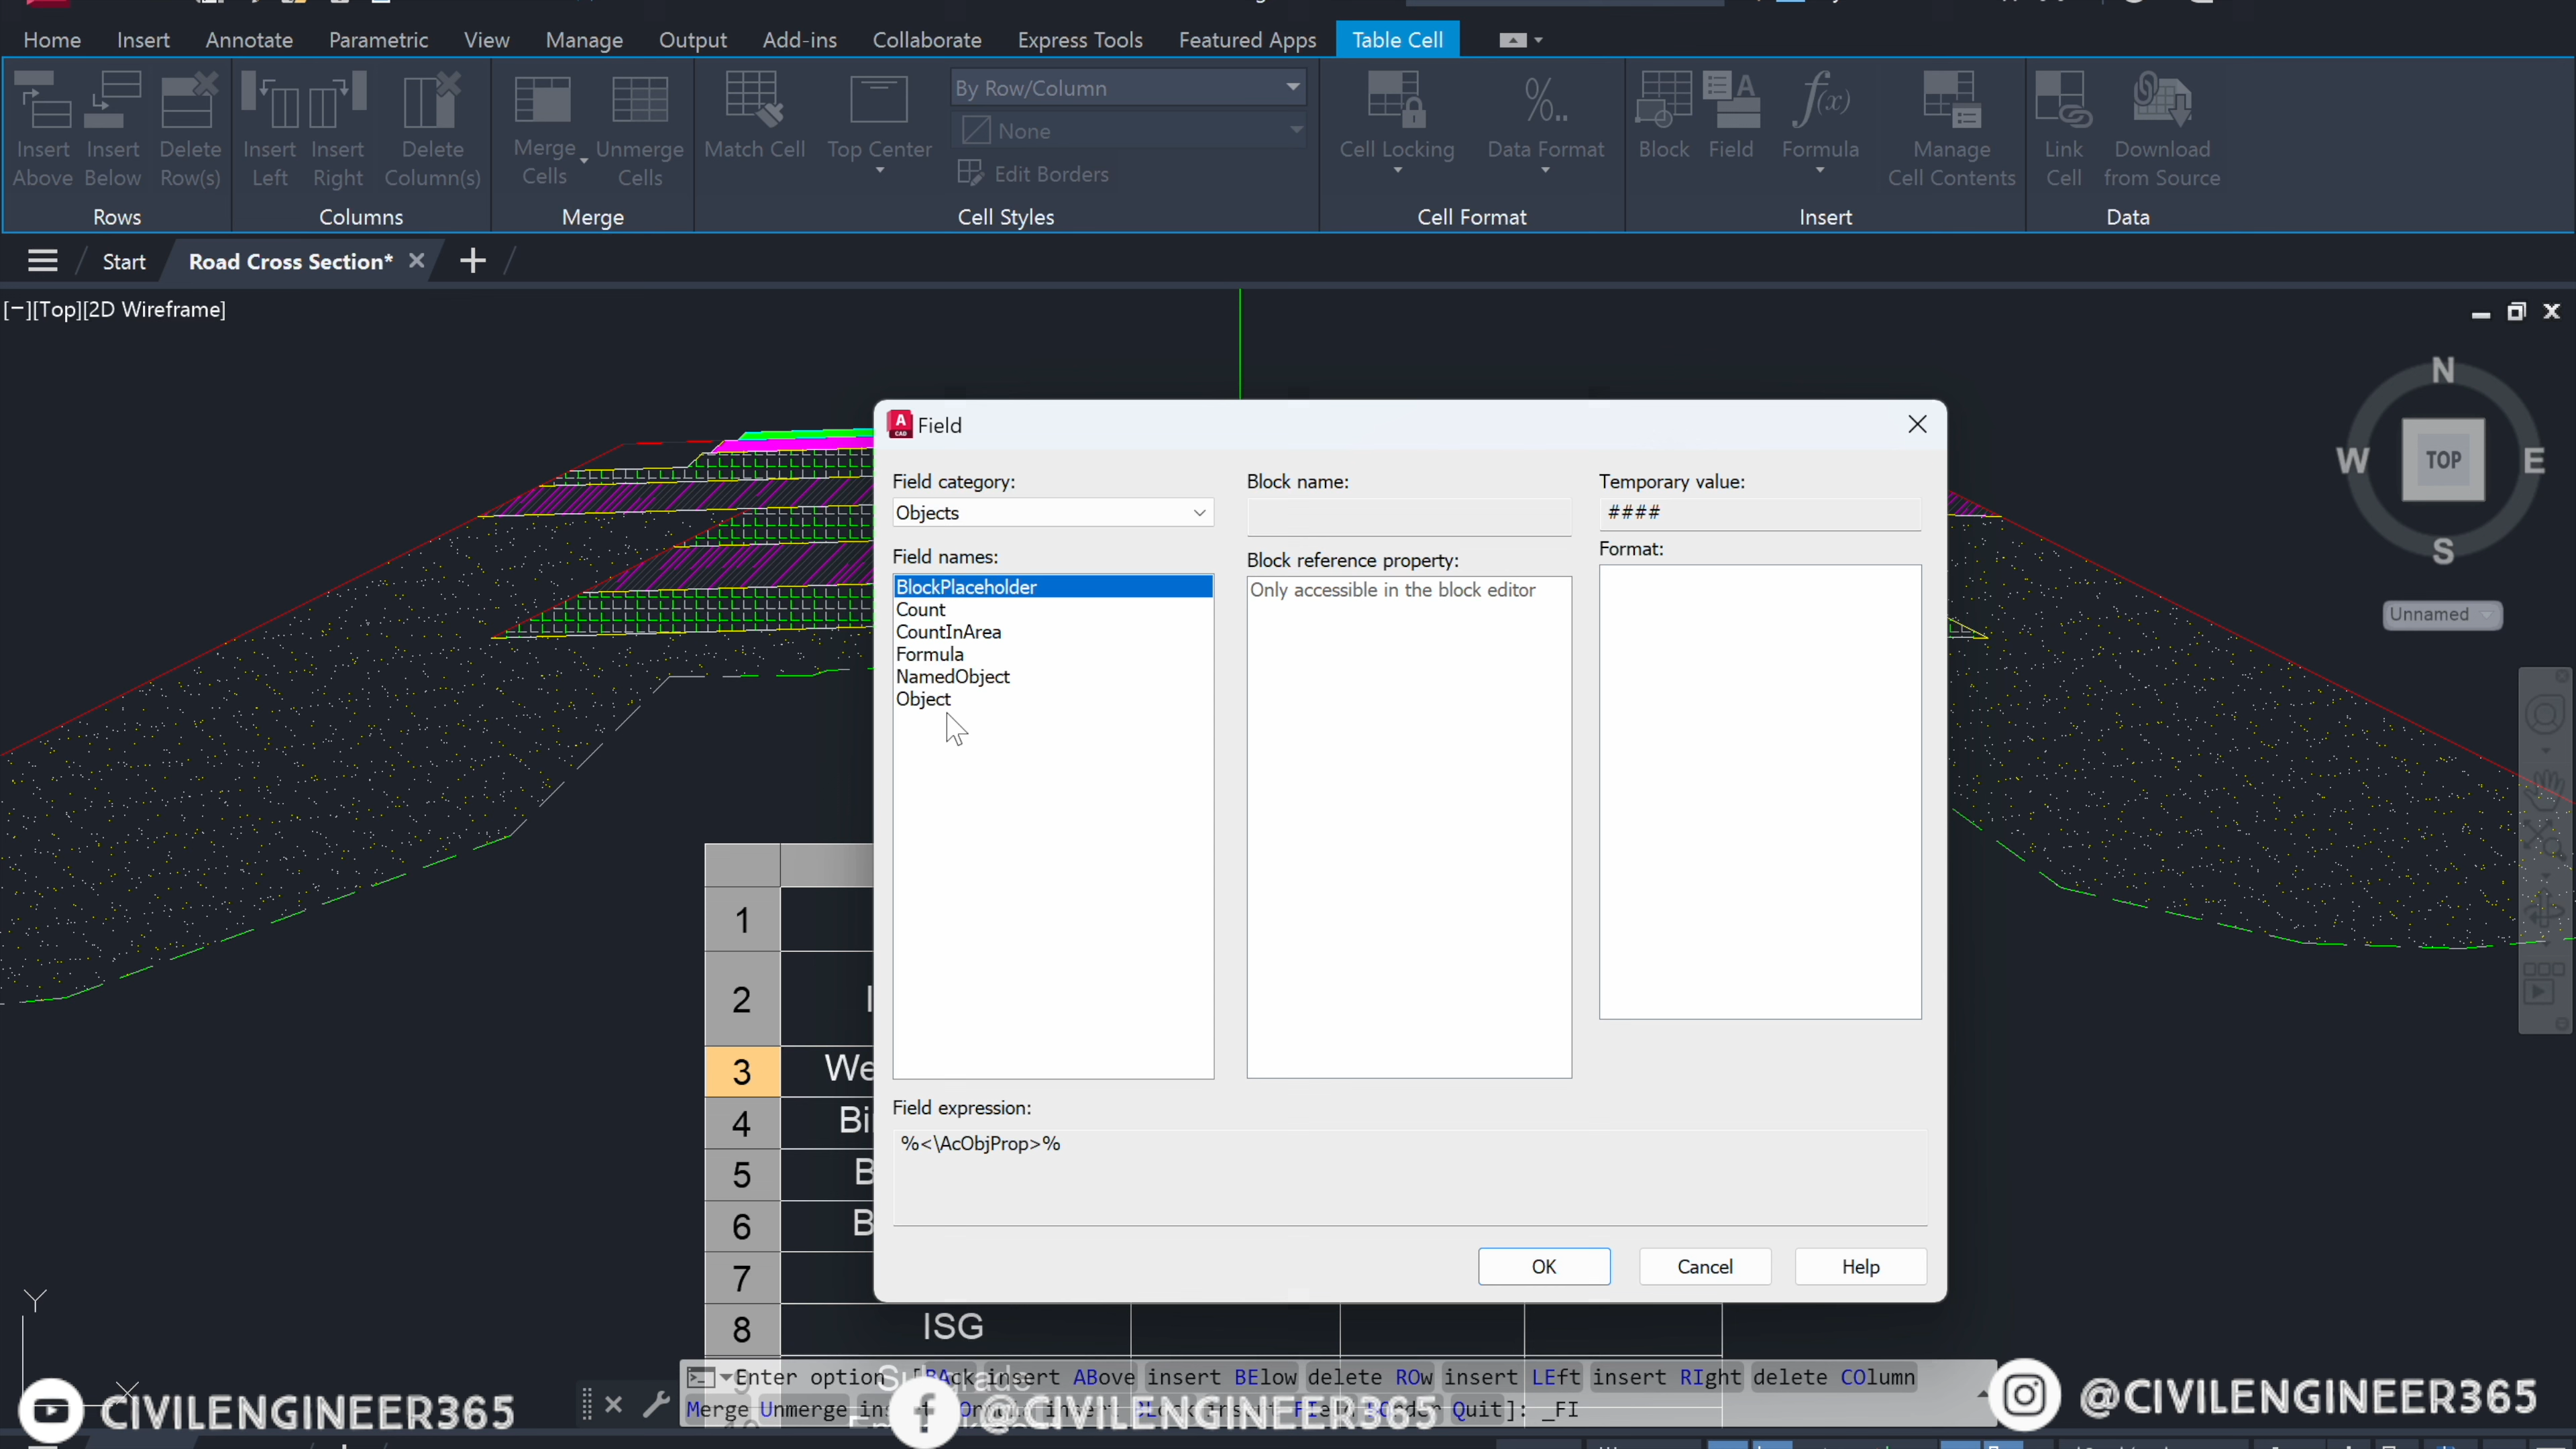 Home Insert Annotate Parametric View Manage Output Add-ins Collaborate Express Tools Featured Apps Table Cell
Insert Above
Insert Below
Delete Row(s)
Rows
Insert Left
Insert Right
Delete Column(s)
Columns
Merge Cells
Unmerge Cells
Merge
Match Cell
Top Center
By Row/Column
None
Edit Borders
Cell Styles
Cell Locking
Data Format
%..
Cell Format
Block
Field
f(x)
Formula
Manage Cell Contents
Insert
Link Cell
Download from Source
Data
Start
Road Cross Section*
[−][Top][2D Wireframe]
N
W TOP E
S
Unnamed
A CAD Field
Field category:
Objects
Field names:
BlockPlaceholder
Count
CountInArea
Formula
NamedObject
Object
Block name:
Block reference property:
Only accessible in the block editor
Temporary value:
####
Format:
Field expression:
%<\AcObjProp>%
OK Cancel Help
1
2
3 We
4 Bi
5 B
6 B
7
8 ISG
9 Subgrade
Enter option [BAck insert ABove insert BElow delete ROw insert LEft insert RIght delete COlumn
Merge Unmerge insert Quit]: _FI
Y
X
CIVILENGINEER365
@CIVILENGINEER365
@CIVILENGINEER365